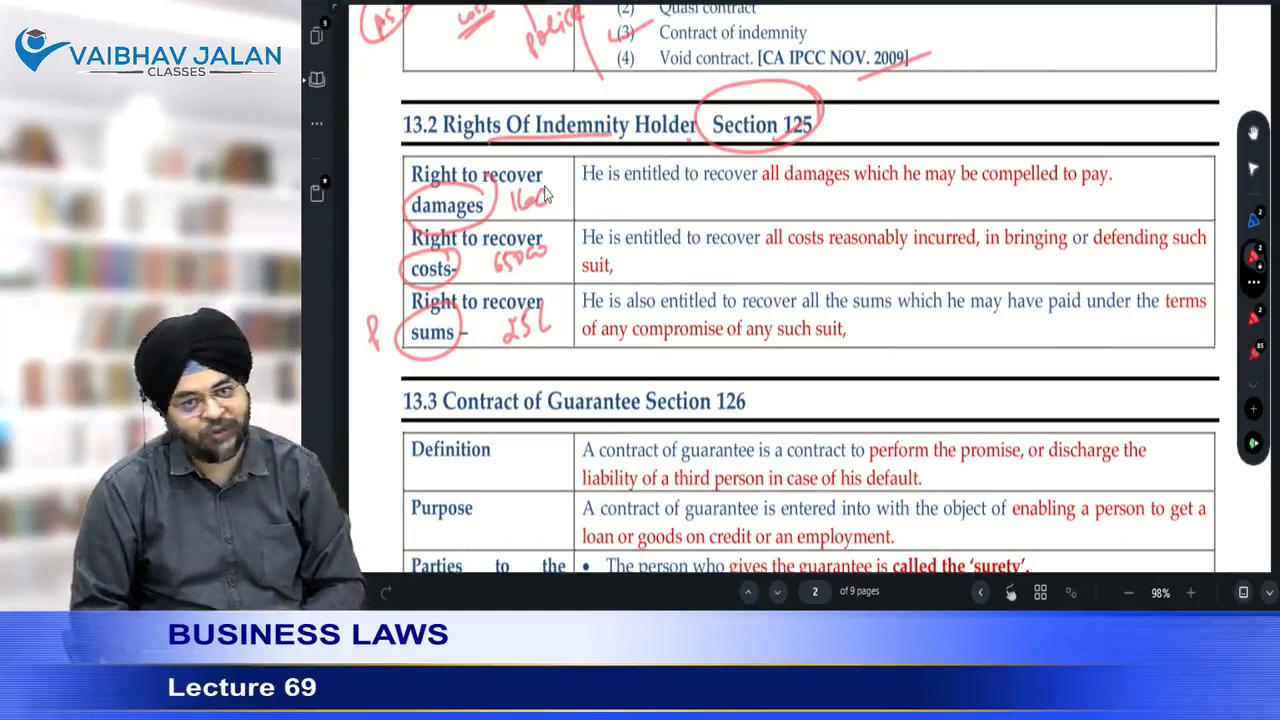 VAIBHAV JALAN
CLASSES
(2) Quasi contract
(3) Contract of indemnity
(4) Void contract. [CA IPCC NOV. 2009]
policy
13.2 Rights Of Indemnity Holder Section 125
Right to recover
damages
He is entitled to recover all damages which he may be compelled to pay.
Right to recover
costs-
65000
He is entitled to recover all costs reasonably incurred, in bringing or defending such
suit,
Right to recover
sums –
25L
He is also entitled to recover all the sums which he may have paid under the terms
of any compromise of any such suit,
13.3 Contract of Guarantee Section 126
Definition
A contract of guarantee is a contract to perform the promise, or discharge the
liability of a third person in case of his default.
Purpose
A contract of guarantee is entered into with the object of enabling a person to get a
loan or goods on credit or an employment.
Parties to the
• The person who gives the guarantee is called the ‘surety’.
2 of 9 pages
98%
BUSINESS LAWS
Lecture 69